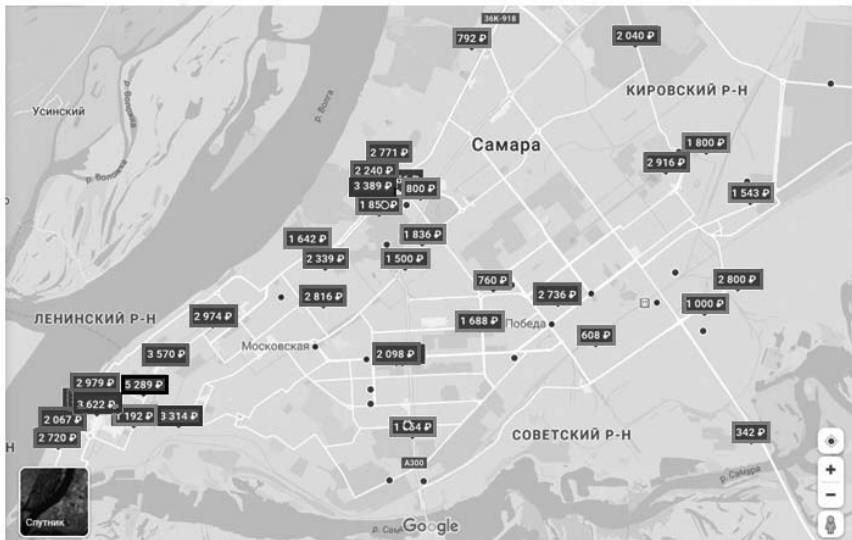 36K-918
792 ₽
2 040 ₽
КИРОВСКИЙ Р-Н
Усинский
р. Воложка
р. Волга
Самара
1 800 ₽
2 771 ₽
2 916 ₽
р. Воложка
2 240 ₽
3 389 ₽
800 ₽
1 543 ₽
1 642 ₽
1 836 ₽
2 339 ₽
1 500 ₽
760 ₽
2 800 ₽
2 816 ₽
2 736 ₽
1 000 ₽
ЛЕНИНСКИЙ Р-Н
2 974 ₽
1 688 ₽
Победа
608 ₽
Московская
3 570 ₽
2 098 ₽
2 979 ₽
5 289 ₽
3 622 ₽
2 067 ₽
192 ₽
3 314 ₽
2 720 ₽
342 ₽
СОВЕТСКИЙ Р-Н
А300
р. Самара
Спутник
р. Сам
Google